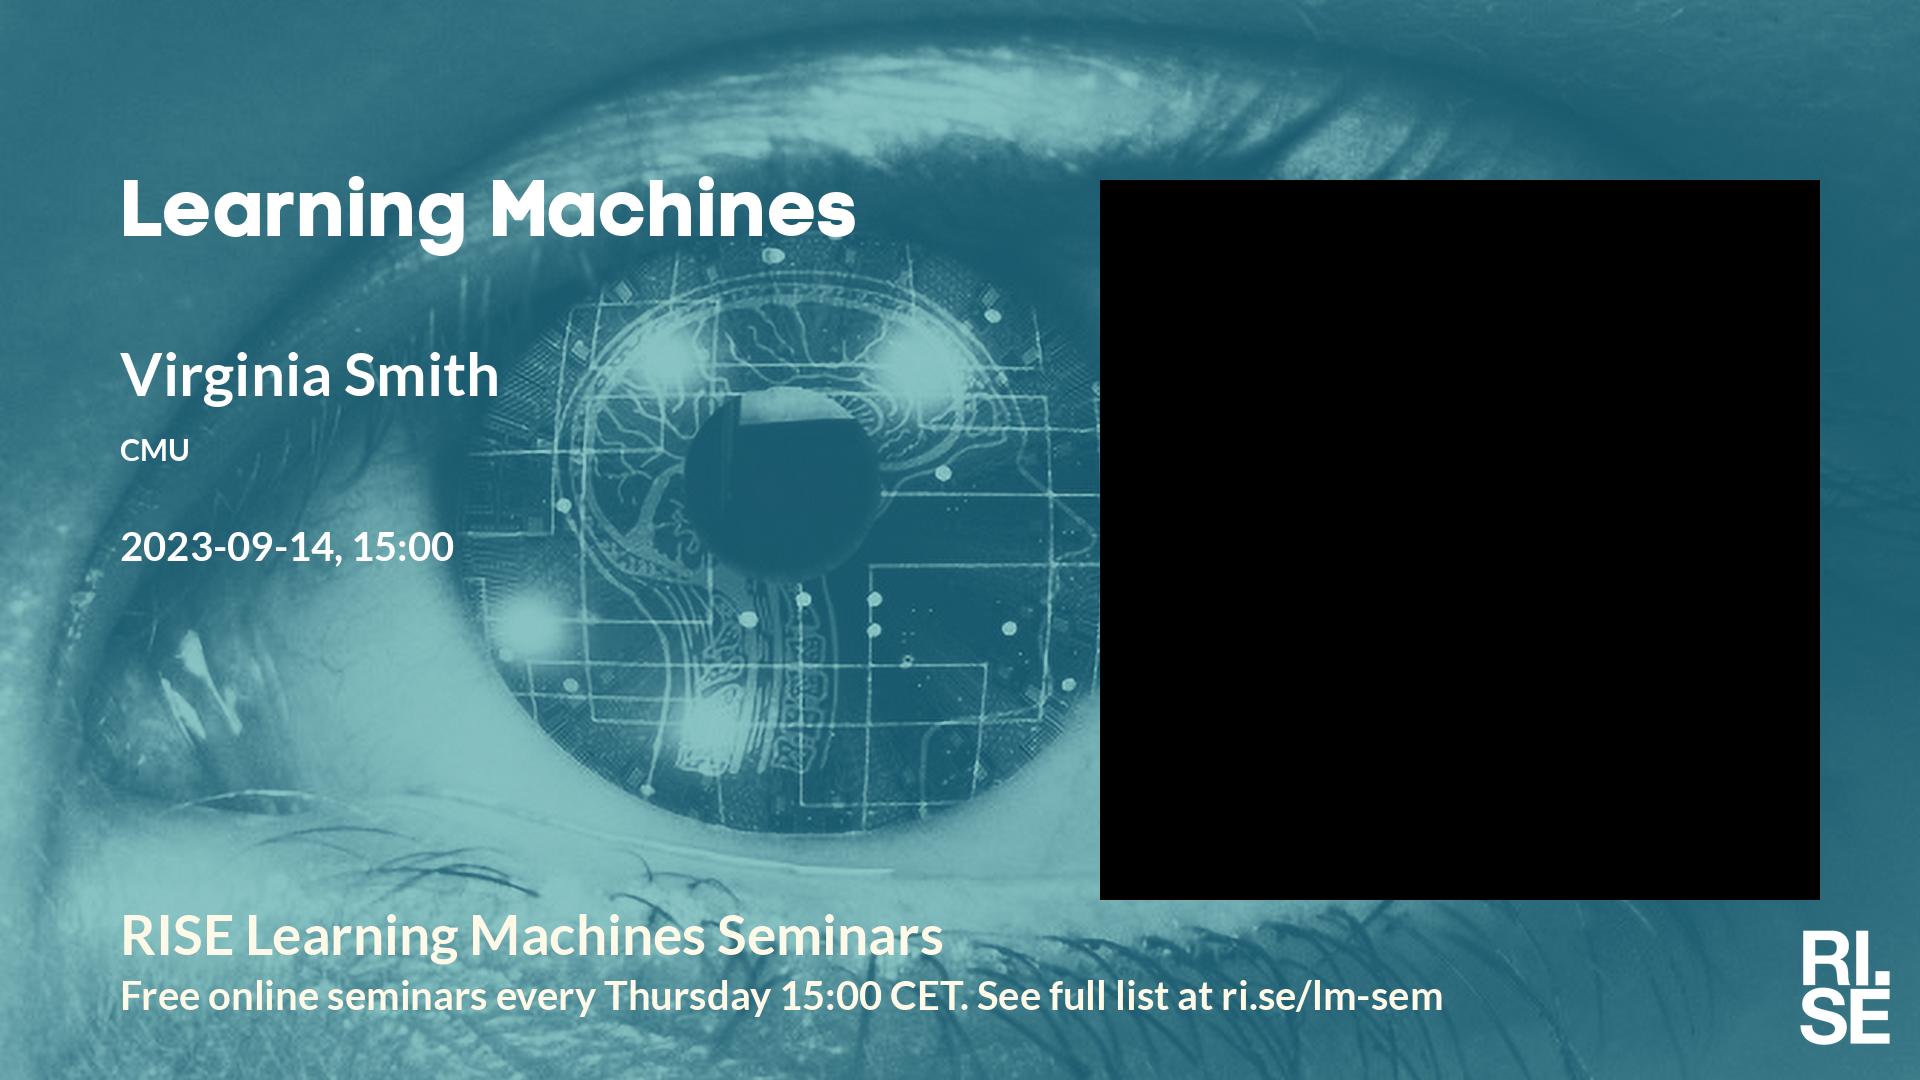 Learning Machines
Virginia Smith
CMU
2023-09-14, 15:00
RISE Learning Machines Seminars
Free online seminars every Thursday 15:00 CET. See full list at ri.se/lm-sem
RI.
SE